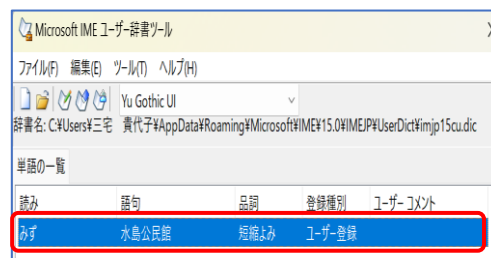 Microsoft IME ユーザー辞書ツール
ファイル(F) 編集(E) ツール(T) ヘルプ(H)
Yu Gothic UI
辞書名: C:¥Users¥三宅 貴代子¥AppData¥Roaming¥Microsoft¥IME¥15.0¥IMEJP¥UserDict¥imjp15cu.dic
単語の一覧
読み 語句 品詞 登録種別 ユーザー コメント
みず 水島公民館 短縮よみ ユーザー登録